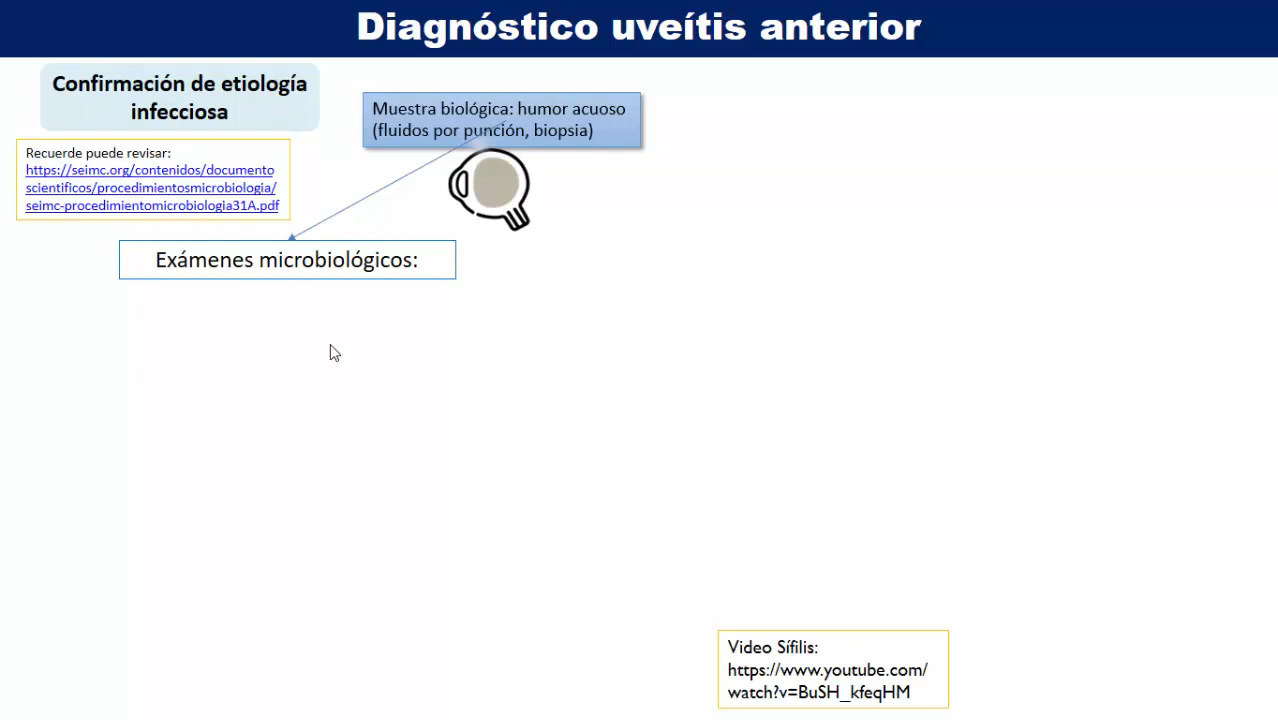 Diagnóstico uveítis anterior
Confirmación de etiología
infecciosa
Muestra biológica: humor acuoso
(fluidos por punción, biopsia)
Recuerde puede revisar:
https://seimc.org/contenidos/documento
scientificos/procedimientosmicrobiologia/
seimc-procedimientomicrobiologia31A.pdf
Exámenes microbiológicos:
Video Sífilis:
https://www.youtube.com/
watch?v=BuSH_kfeqHM